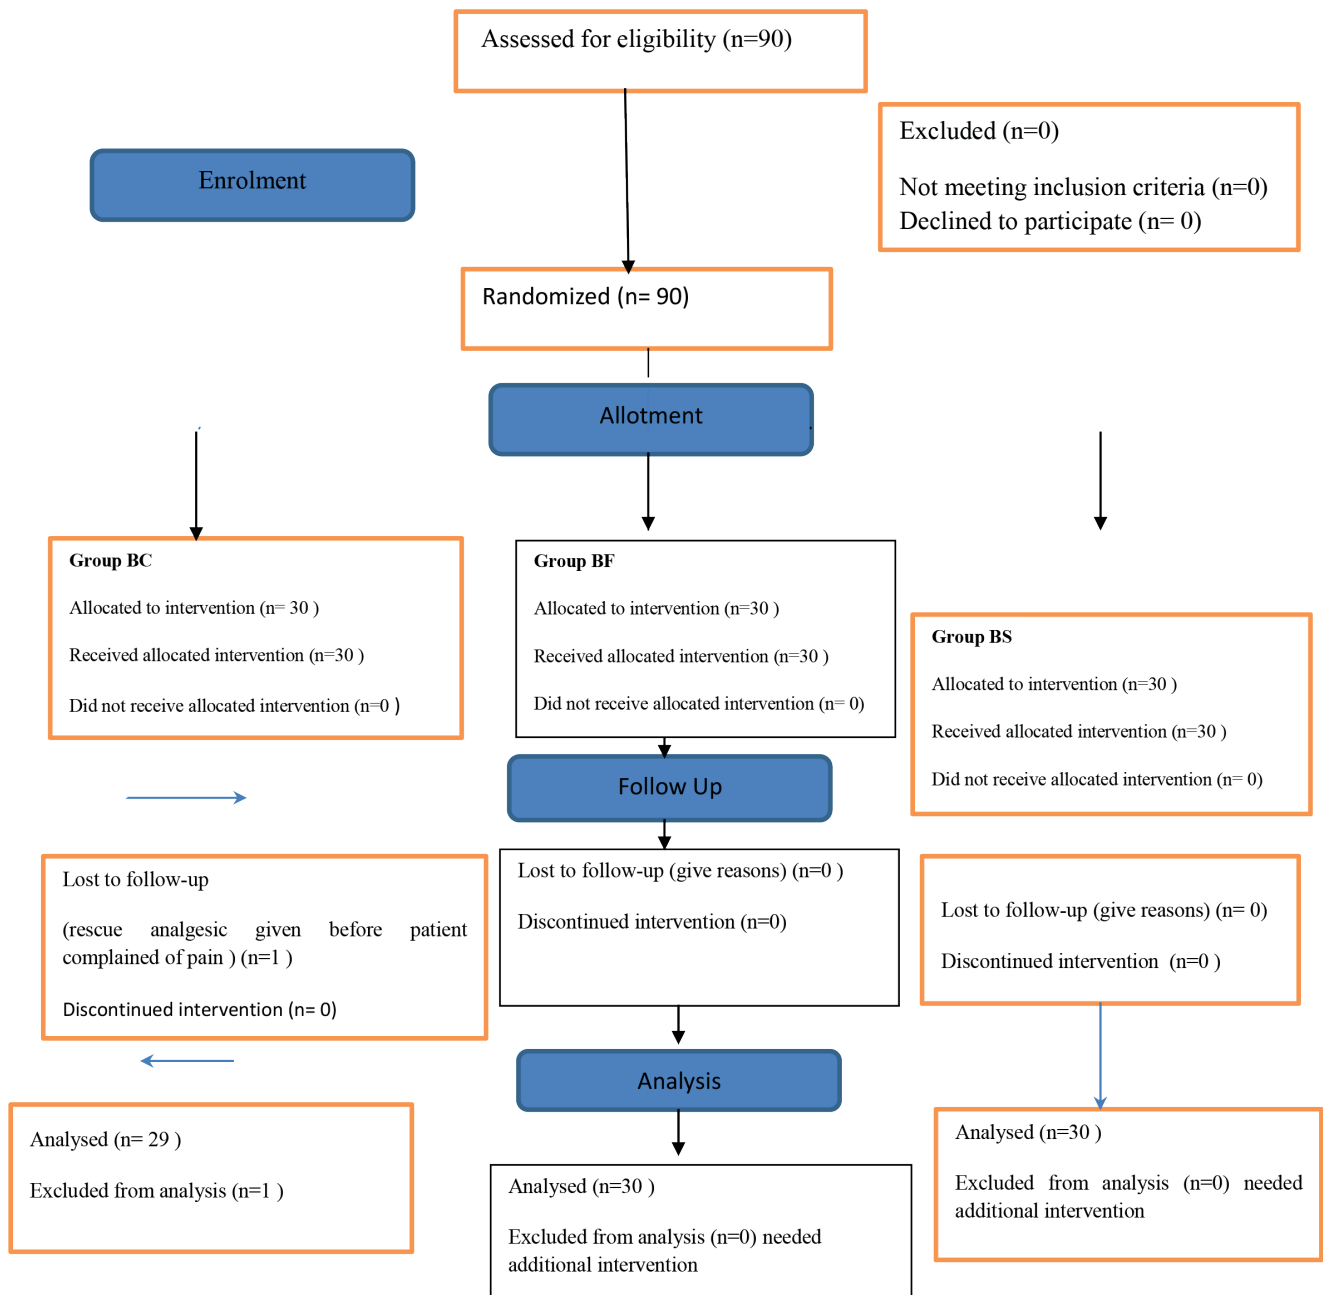 Assessed for eligibility (n=90)
Excluded (n=0)
Not meeting inclusion criteria (n=0)
Declined to participate (n= 0)
Enrolment
Randomized (n= 90)
Allotment
Group BC
Allocated to intervention (n= 30 )
Received allocated intervention (n=30 )
Did not receive allocated intervention (n=0 )
Group BF
Allocated to intervention (n=30 )
Received allocated intervention (n=30 )
Did not receive allocated intervention (n= 0)
Group BS
Allocated to intervention (n=30 )
Received allocated intervention (n=30 )
Did not receive allocated intervention (n= 0)
Follow Up
Lost to follow-up
(rescue analgesic given before patient
complained of pain ) (n=1 )
Discontinued intervention (n= 0)
Lost to follow-up (give reasons) (n=0 )
Discontinued intervention (n=0)
Lost to follow-up (give reasons) (n= 0)
Discontinued intervention (n=0 )
Analysis
Analysed (n= 29 )
Excluded from analysis (n=1 )
Analysed (n=30 )
Excluded from analysis (n=0) needed
additional intervention
Analysed (n=30 )
Excluded from analysis (n=0) needed
additional intervention